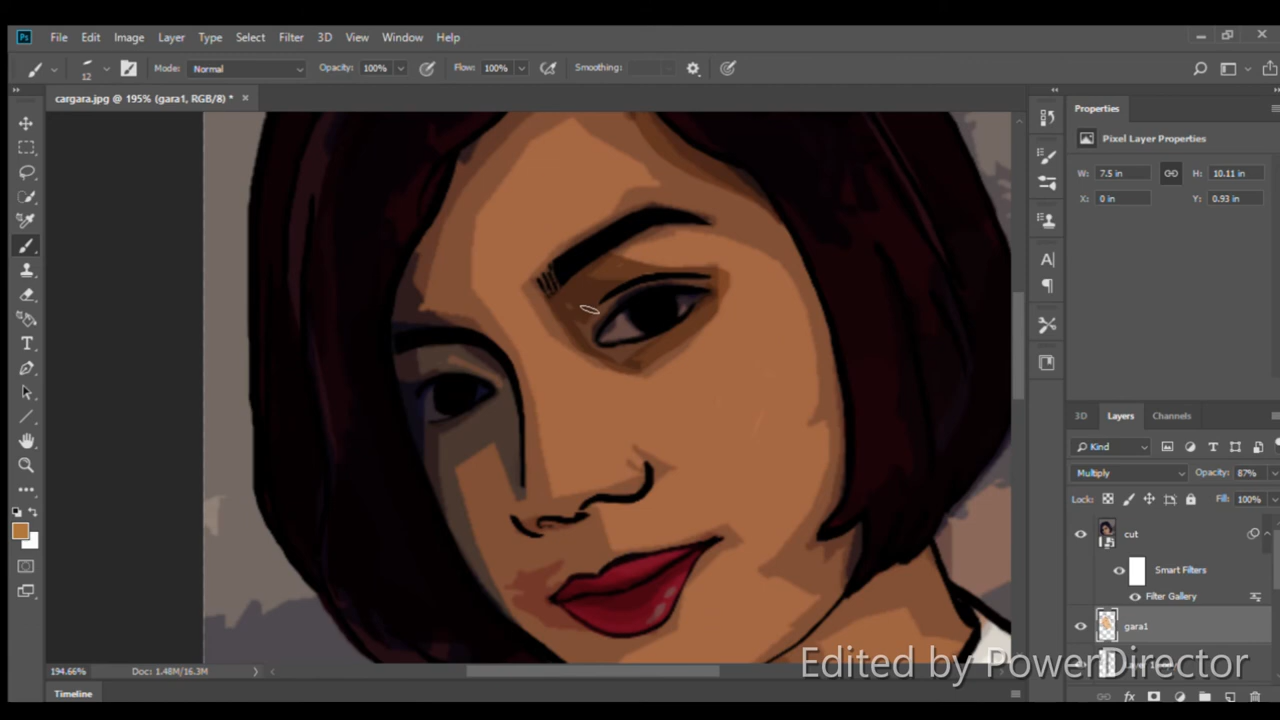 Ps File Edit Image Layer Type Select Filter 3D View Window Help
12 Mode: Normal Opacity: 100% Flow: 100% Smoothing:
cargara.jpg @ 195% (gara1, RGB/8) * ×
Properties
Pixel Layer Properties
W: 7.5 in H: 10.11 in
X: 0 in Y: 0.93 in
3D Layers Channels
Kind
Multiply Opacity: 87%
Lock: Fill: 100%
cut
Smart Filters
Filter Gallery
gara1
194.66% Doc: 1.48M/16.3M
Timeline
Edited by PowerDirector